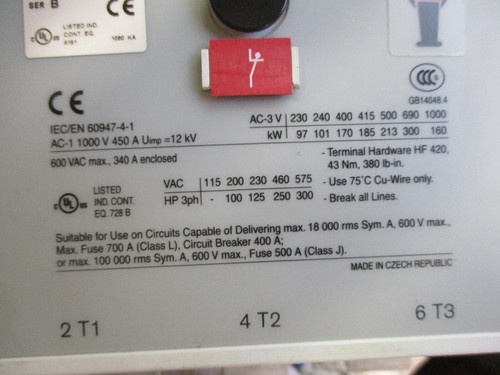 SER B
LISTED IND.
CONT. EQ.
A161 1080 KA
C UL US
CE
CCC
GB14048.4
IEC/EN 60947-4-1
AC-1 1000 V 450 A Uimp =12 kV
600 VAC max., 340 A enclosed
AC-3 V 230 240 400 415 500 690 1000
kW 97 101 170 185 213 300 160
- Terminal Hardware HF 420,
43 Nm, 380 lb-in.
- Use 75˚C Cu-Wire only.
- Break all Lines.
C UL US
LISTED
IND. CONT.
EQ. 728 B
VAC 115 200 230 460 575
HP 3ph - 100 125 250 300
Suitable for Use on Circuits Capable of Delivering max. 18 000 rms Sym. A, 600 V max.,
Max. Fuse 700 A (Class L), Circuit Breaker 400 A;
or max. 100 000 rms Sym. A, 600 V max., Fuse 500 A (Class J).
MADE IN CZECH REPUBLIC
2 T1
4 T2
6 T3